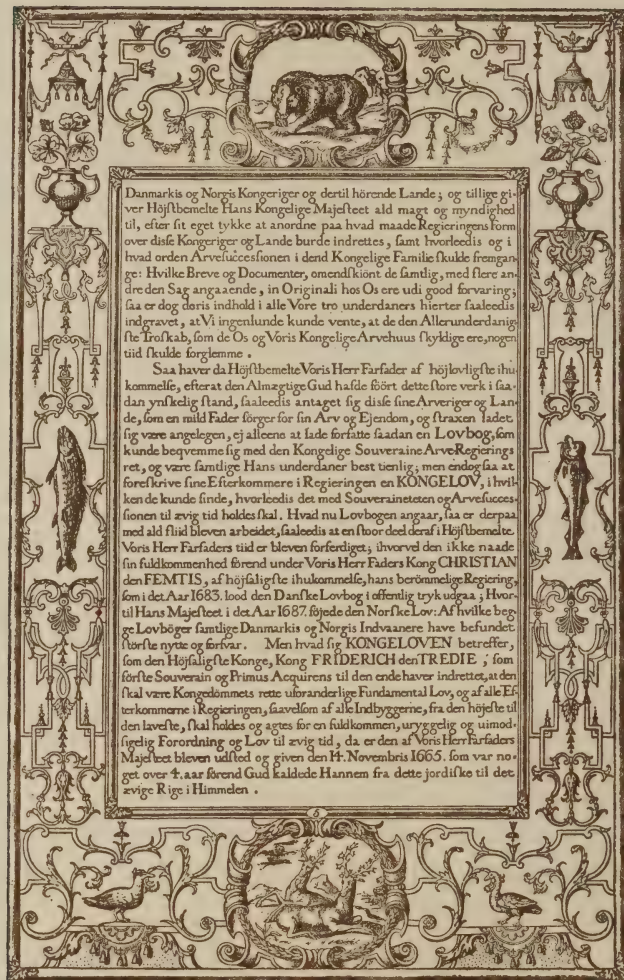 Danmarkis og Norgis Kongeriger og dertil hörende Lande; og tillige gi-
ver Höjstbemelte Hans Kongelige Majesteet ald magt og myndighed
til, efter sit eget tykke at anordne paa hvad maade Regieringens Form
over disse Kongeriger og Lande burde indrettes, samt hvorleedis og i
hvad orden Arvesuccessionen i dend Kongelige Familie skulde fremgan-
ge: Hvilke Breve og Documenter, omendskiönt de samtlig, med flere an-
dre den Sag angaaende, in Originali hos Os ere udi good forvaring;
saa er dog deris indhold i alle Vore tro underdaners hierter saaleedis
indgravet, at Vi ingenlunde kunde vente, at de den Allerunderdanig-
ste Troskab, som de Os og Voris Kongelige Arvehuus skyldige ere, nogen
tiid skulde forglemme.
Saa haver da Höjstbemelte Voris Herr Farfader af höjlovligste ihu-
kommelse, efterat den Almægtige Gud hafde föört dette store verk i saa-
dan ynskelig stand, saaleedis antaget sig disse sine Arveriger og Lan-
de, som en mild Fader sörger for sin Arv og Ejendom, og straxen ladet
sig være angelegen, ej alleene at lade forfatte saadan en Lovbog, som
kunde beqvemme sig med den Kongelige Souveraine Arve Regierings
ret, og være samtlige Hans underdaner best tienlig; men endog saa at
foreskrive sine Efterkommere i Regieringen en KONGELOV, i hvil-
ken de kunde finde, hvorleedis det med Souveraineteten og Arvesucces-
sionen til ævig tid holdes skal. Hvad nu Lovbogen angaar, saa er derpaa
med ald fliid bleven arbeidet, saaleedis at en stoor deel deraf i Höjstbemelte
Voris Herr Farfaders tiid er bleven forferdiget; ihvorvel den ikke naade
sin fuldkommenhed förend under Voris Herr Faders Kong CHRISTIAN
den FEMTIS, af höjsaligste ihukommelse, hans berömmelige Regiering,
som i det Aar 1683. lood den Danske Lovbog i offentlig tryk udgaa; Hvor-
til Hans Majesteet i det Aar 1687. föjede den Norske Lov: Af hvilke beg-
ge Lovböger samtlige Danmarkis og Norgis Indvaanere have befundet
störste nytte og forsvar. Men hvad sig KONGELOVEN betreffer,
som den Höjsaligste Konge, Kong FRIDERICH den TREDIE, som
förste Souverain og Primus Acquirens til den ende haver indrettet, at den
skal være Kongedömmets rette uforanderlige Fundamental Lov, og af alle Ef-
terkommerne i Regieringen, saavelsom af alle Indbyggerne, fra den höjeste til
den laveste, skal holdes og agtes for en fuldkommen, uryggelig og uimod-
sigelig Forordning og Lov til ævig tid, da er den af Voris Herr Farfaders
Majesteet bleven udsted og given den 14. Novembris 1665. som var no-
get over 4. aar förend Gud kaldede Hannem fra dette jordiske til det
ævige Rige i Himmelen.
5